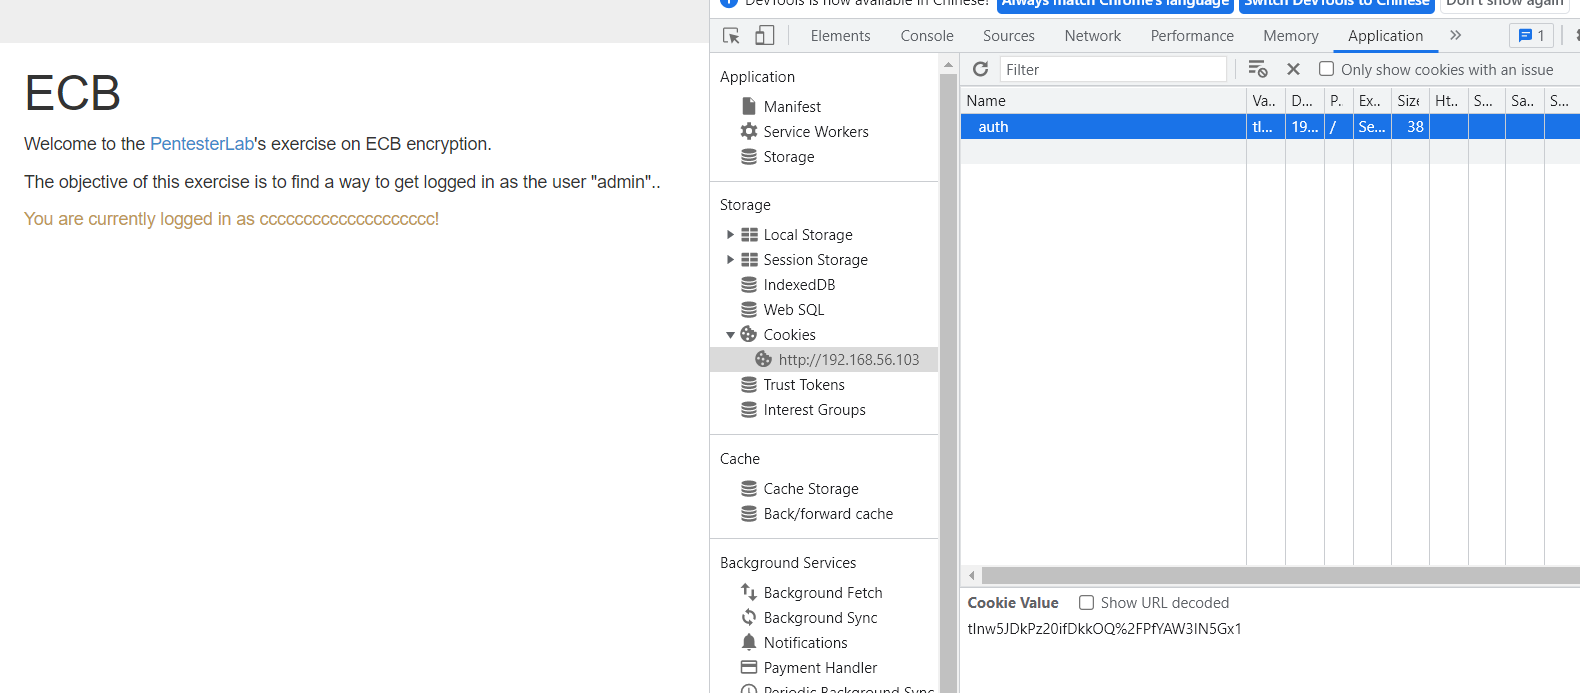 DevTools is now available in Chinese!
Always match Chrome's language
Switch DevTools to Chinese
Don't show again
Elements Console Sources Network Performance Memory Application 1
ECB
Welcome to the PentesterLab's exercise on ECB encryption.
The objective of this exercise is to find a way to get logged in as the user "admin"..
You are currently logged in as cccccccccccccccccccc!
Application
Manifest
Service Workers
Storage
Storage
Local Storage
Session Storage
IndexedDB
Web SQL
Cookies
http://192.168.56.103
Trust Tokens
Interest Groups
Cache
Cache Storage
Back/forward cache
Background Services
Background Fetch
Background Sync
Notifications
Payment Handler
Periodic Background Sync
Filter
Only show cookies with an issue
Name Va.. D... P. Ex.. Size Ht.. S... Sa.. S...
auth tI... 19... / Se... 38
Cookie Value Show URL decoded
tInw5JDkPz20ifDkkOQ%2FPfYAW3IN5Gx1